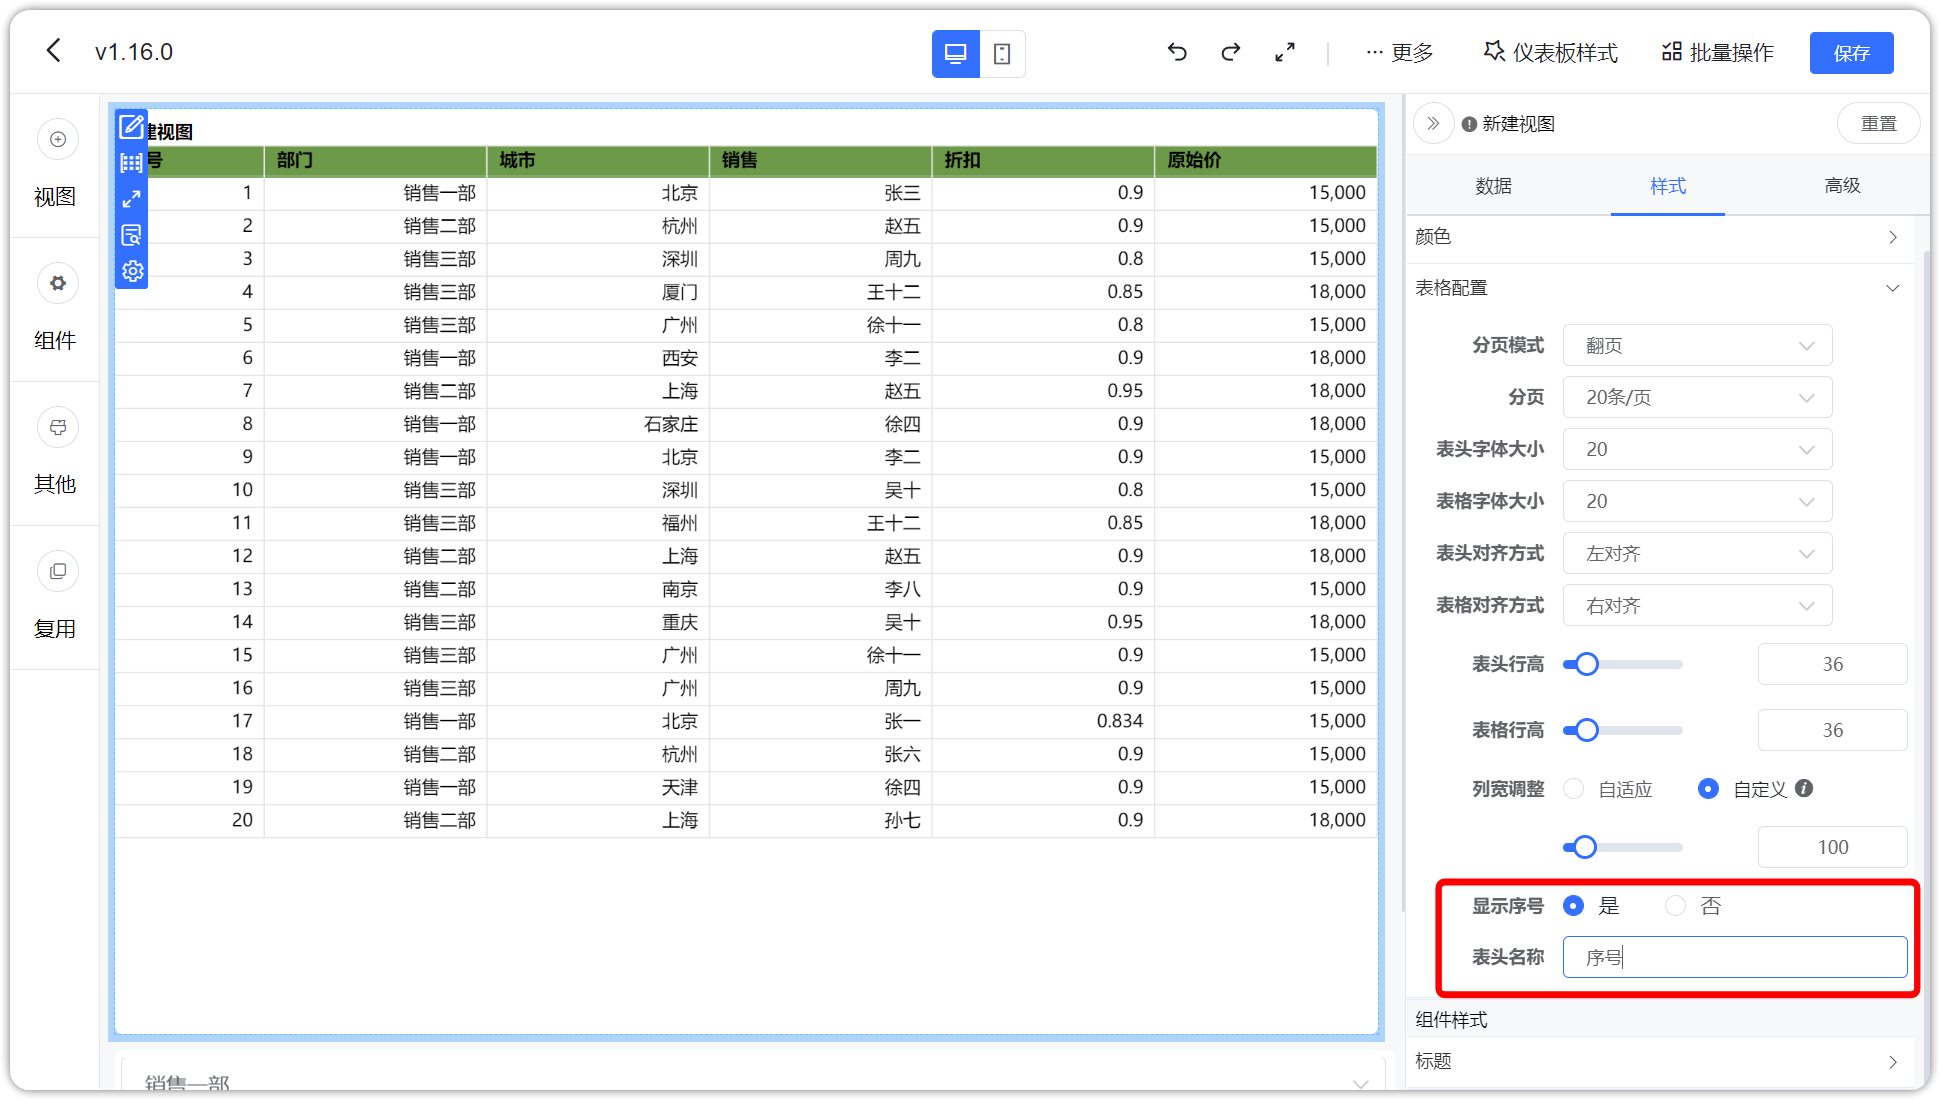 v1.16.0
更多 仪表板样式 批量操作 保存
视图
组件
其他
复用
建视图
号 部门 城市 销售 折扣 原始价
1 销售一部 北京 张三 0.9 15,000
2 销售二部 杭州 赵五 0.9 15,000
3 销售三部 深圳 周九 0.8 15,000
4 销售三部 厦门 王十二 0.85 18,000
5 销售三部 广州 徐十一 0.8 15,000
6 销售一部 西安 李二 0.9 18,000
7 销售二部 上海 赵五 0.95 18,000
8 销售一部 石家庄 徐四 0.9 18,000
9 销售一部 北京 李二 0.9 15,000
10 销售三部 深圳 吴十 0.8 15,000
11 销售三部 福州 王十二 0.85 18,000
12 销售二部 上海 赵五 0.9 18,000
13 销售二部 南京 李八 0.9 15,000
14 销售三部 重庆 吴十 0.95 18,000
15 销售三部 广州 徐十一 0.9 15,000
16 销售三部 广州 周九 0.9 15,000
17 销售一部 北京 张一 0.834 15,000
18 销售二部 杭州 张六 0.9 15,000
19 销售一部 天津 徐四 0.9 15,000
20 销售二部 上海 孙七 0.9 18,000
销售一部
新建视图 重置
数据 样式 高级
颜色
表格配置
分页模式 翻页
分页 20条/页
表头字体大小 20
表格字体大小 20
表头对齐方式 左对齐
表格对齐方式 右对齐
表头行高 36
表格行高 36
列宽调整 自适应 自定义
100
显示序号 是 否
表头名称 序号
组件样式
标题